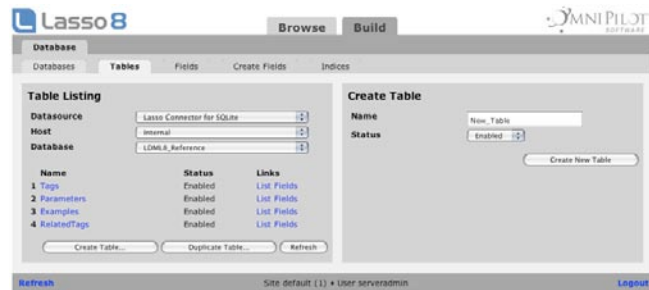 Lasso 8
Browse Build
OMNIPILOT
SOFTWARE
Database
Databases Tables Fields Create Fields Indices
Table Listing
Datasource Lasso Connector for SQLite
Host Internal
Database LDML8_Reference
Name Status Links
1 Tags Enabled List Fields
2 Parameters Enabled List Fields
3 Examples Enabled List Fields
4 RelatedTags Enabled List Fields
Create Table... Duplicate Table... Refresh
Create Table
Name New_Table
Status Enabled
Create New Table
Refresh Site default (1) • User serveradmin Logout